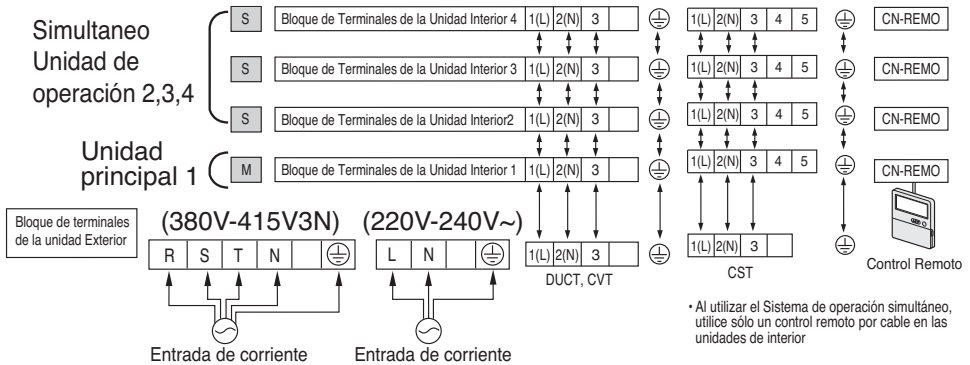 Simultaneo
Unidad de
operación 2,3,4
S Bloque de Terminales de la Unidad Interior 4 1(L) 2(N) 3 1(L) 2(N) 3 4 5 CN-REMO
S Bloque de Terminales de la Unidad Interior 3 1(L) 2(N) 3 1(L) 2(N) 3 4 5 CN-REMO
S Bloque de Terminales de la Unidad Interior2 1(L) 2(N) 3 1(L) 2(N) 3 4 5 CN-REMO
Unidad
principal 1
M Bloque de Terminales de la Unidad Interior 1 1(L) 2(N) 3 1(L) 2(N) 3 4 5 CN-REMO
Bloque de terminales
de la unidad Exterior
(380V-415V3N) (220V-240V~)
R S T N L N 1(L) 2(N) 3 1(L) 2(N) 3
DUCT, CVT
CST
Control Remoto
Entrada de corriente Entrada de corriente
• Al utilizar el Sistema de operación simultáneo,
utilice sólo un control remoto por cable en las
unidades de interior